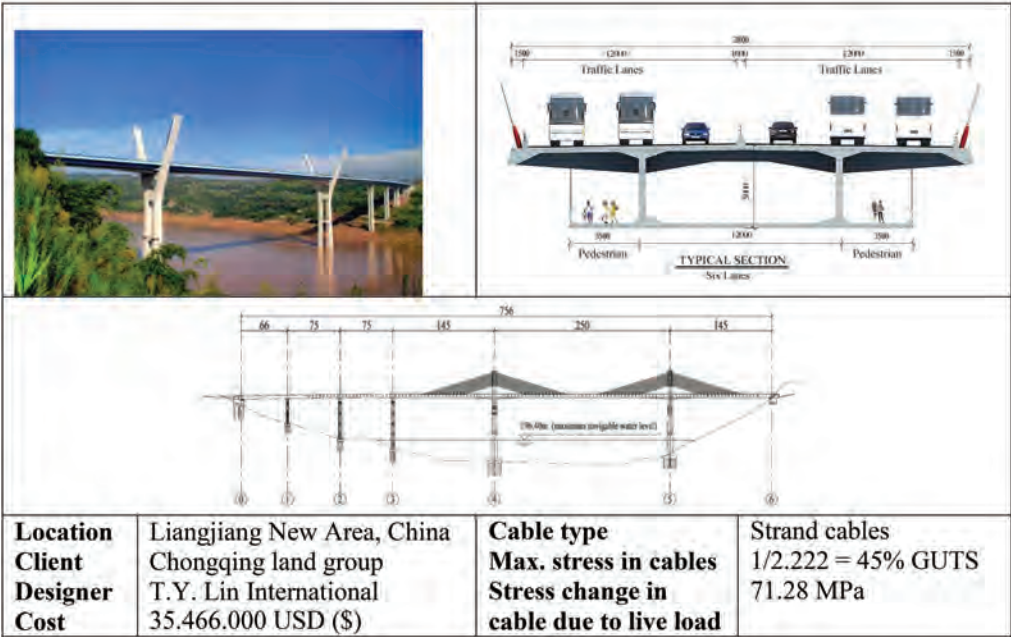 1500 12000 1000 12000 1500
Traffic Lanes Traffic Lanes
5000
3500 12000 3500
Pedestrian TYPICAL SECTION Pedestrian
Six Lanes
756
66 75 75 145 250 145
(maximum navigable water level)
0 1 2 3 4 5 6
Location Liangjiang New Area, China
Client Chongqing land group
Designer T.Y. Lin International
Cost 35.466.000 USD ($)
Cable type Strand cables
Max. stress in cables 1/2.222 = 45% GUTS
Stress change in 71.28 MPa
cable due to live load